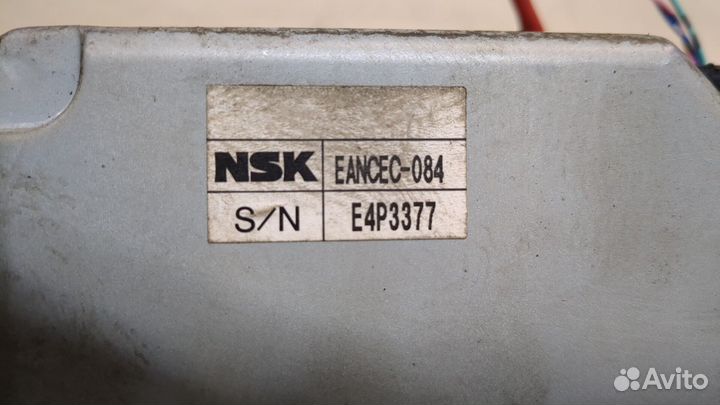 NSK EANCEC-084
S/N E4P3377
Avito